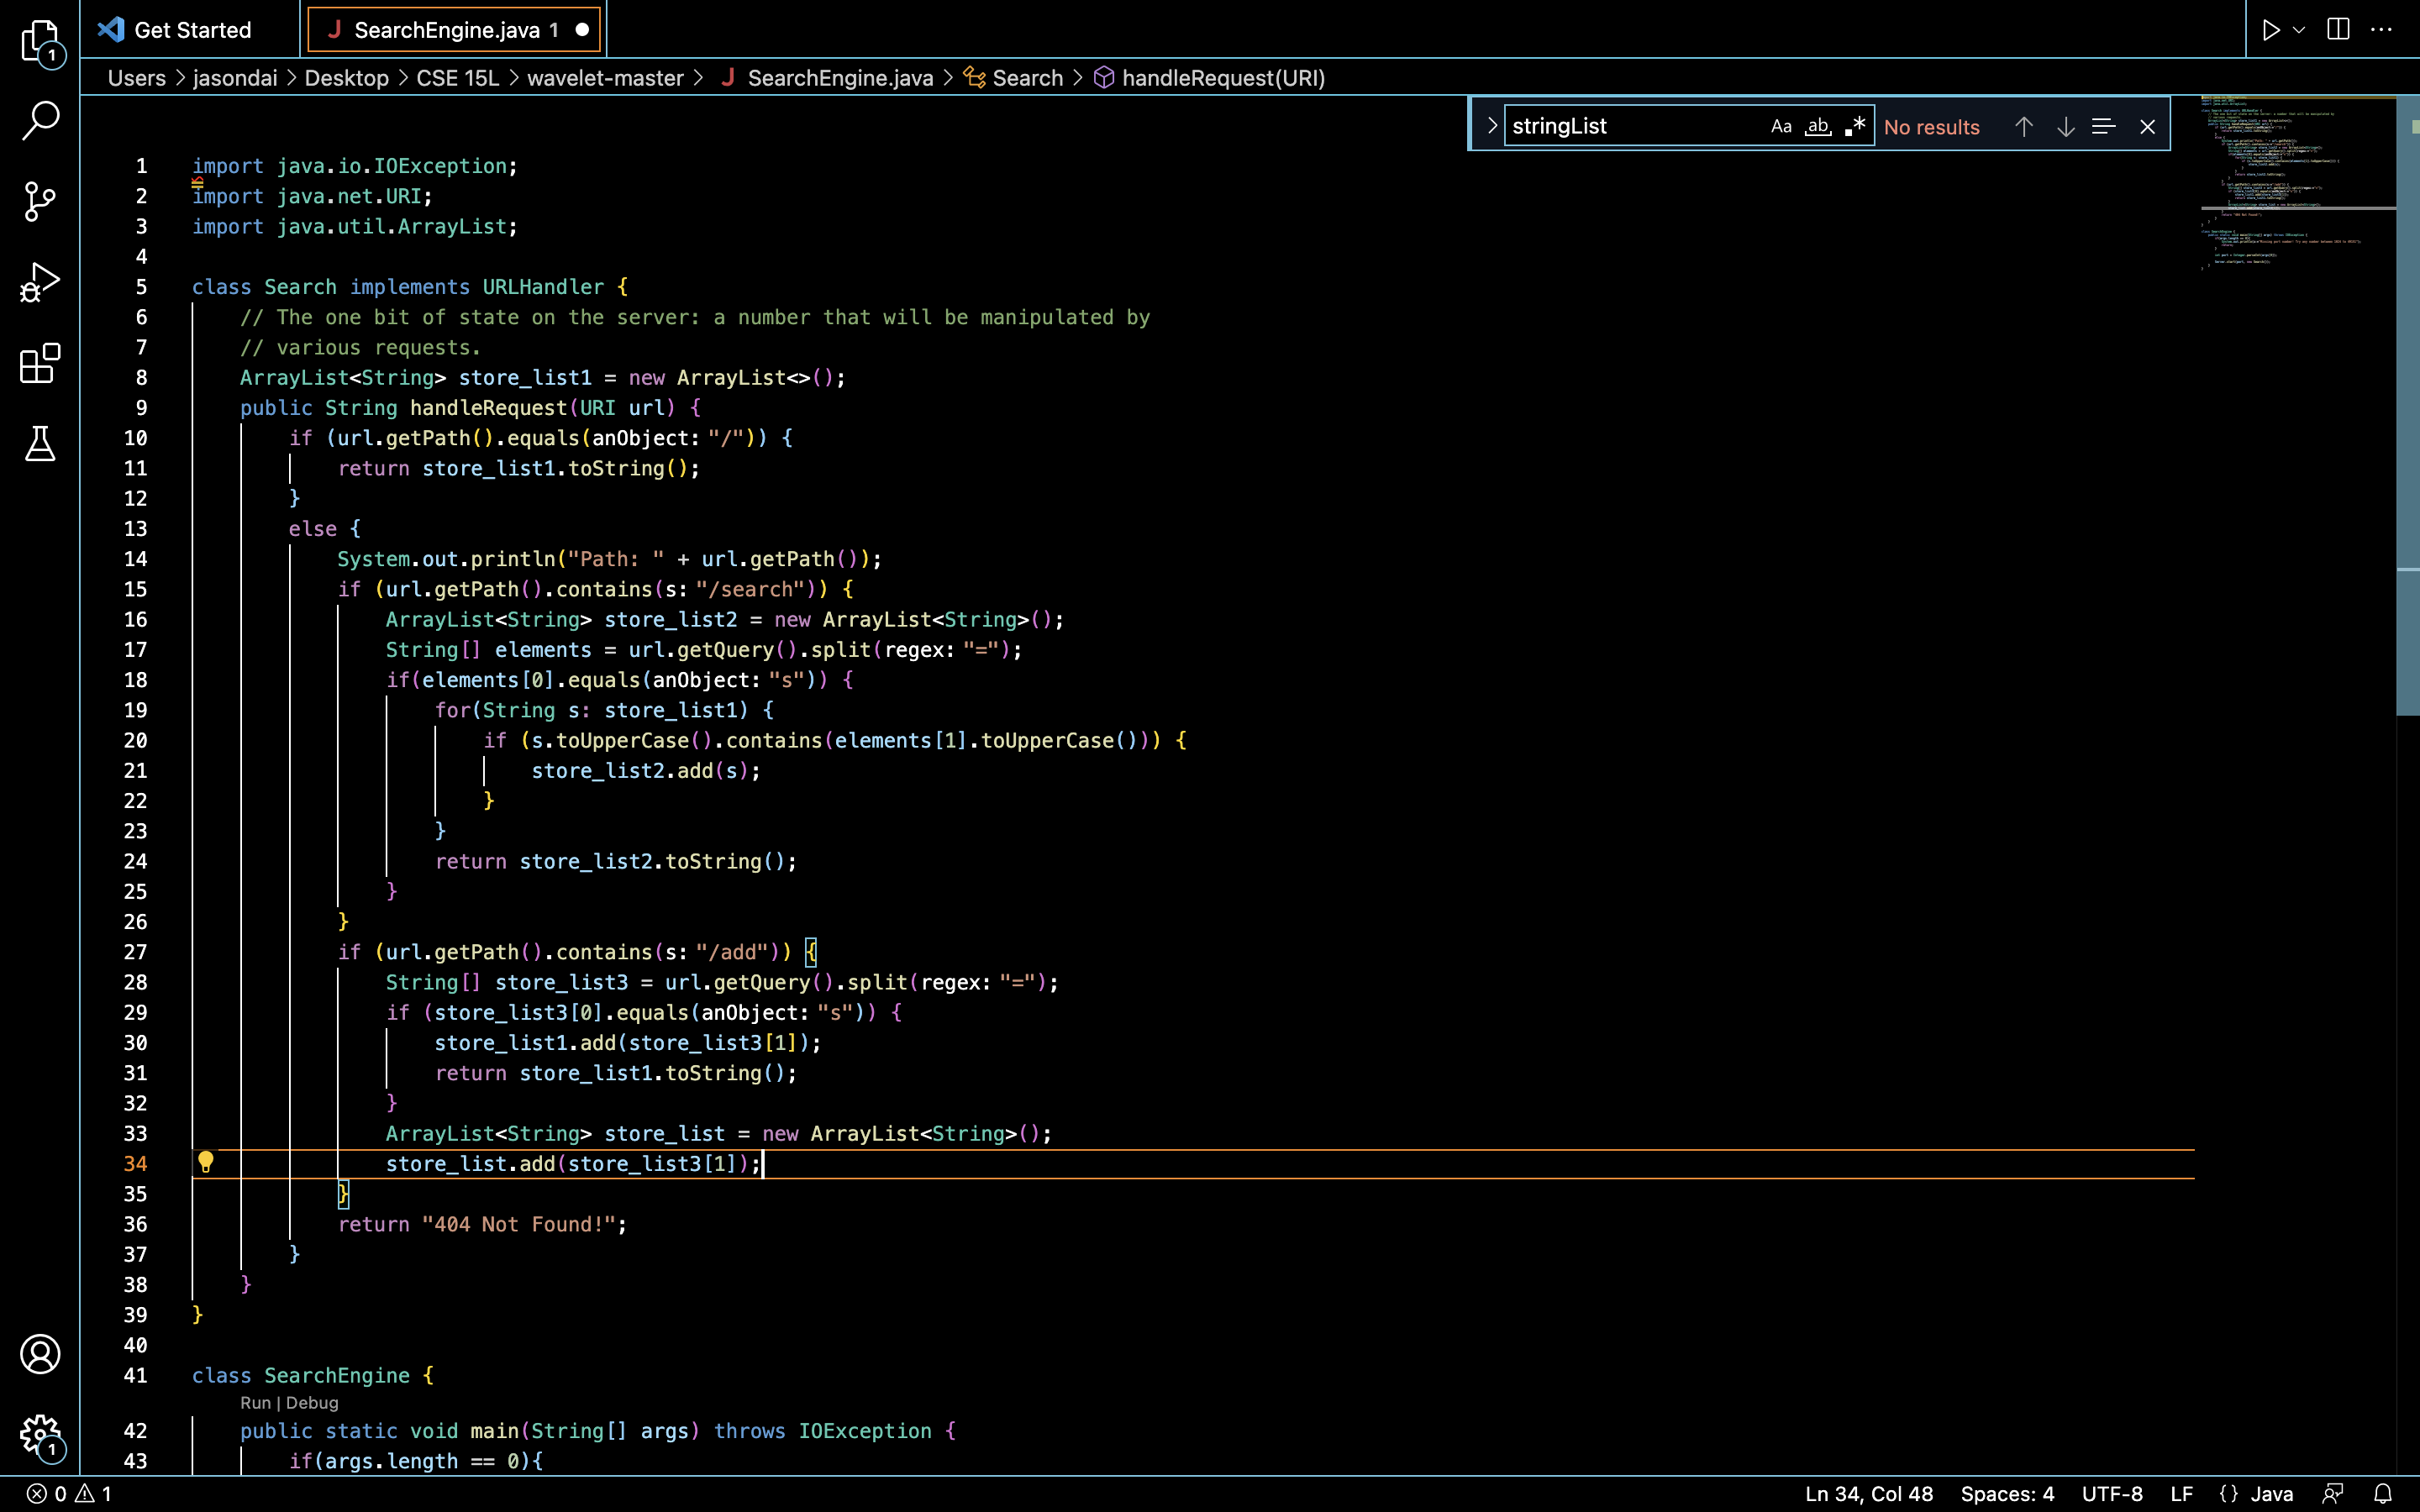 Get Started
J SearchEngine.java 1
Users > jasondai > Desktop > CSE 15L > wavelet-master > J SearchEngine.java > Search > handleRequest(URI)
stringList Aa ab .* No results
1 import java.io.IOException;
2 import java.net.URI;
3 import java.util.ArrayList;
4
5 class Search implements URLHandler {
6     // The one bit of state on the server: a number that will be manipulated by
7     // various requests.
8     ArrayList<String> store_list1 = new ArrayList<>();
9     public String handleRequest(URI url) {
10         if (url.getPath().equals(anObject: "/")) {
11             return store_list1.toString();
12         }
13         else {
14             System.out.println("Path: " + url.getPath());
15             if (url.getPath().contains(s: "/search")) {
16                 ArrayList<String> store_list2 = new ArrayList<String>();
17                 String[] elements = url.getQuery().split(regex: "=");
18                 if(elements[0].equals(anObject: "s")) {
19                     for(String s: store_list1) {
20                         if (s.toUpperCase().contains(elements[1].toUpperCase())) {
21                             store_list2.add(s);
22                         }
23                     }
24                     return store_list2.toString();
25                 }
26             }
27             if (url.getPath().contains(s: "/add")) {
28                 String[] store_list3 = url.getQuery().split(regex: "=");
29                 if (store_list3[0].equals(anObject: "s")) {
30                     store_list1.add(store_list3[1]);
31                     return store_list1.toString();
32                 }
33                 ArrayList<String> store_list = new ArrayList<String>();
34                 store_list.add(store_list3[1]);
35             }
36             return "404 Not Found!";
37         }
38     }
39 }
40
41 class SearchEngine {
Run | Debug
42     public static void main(String[] args) throws IOException {
43         if(args.length == 0){
1
1
0 1 Ln 34, Col 48 Spaces: 4 UTF-8 LF {} Java